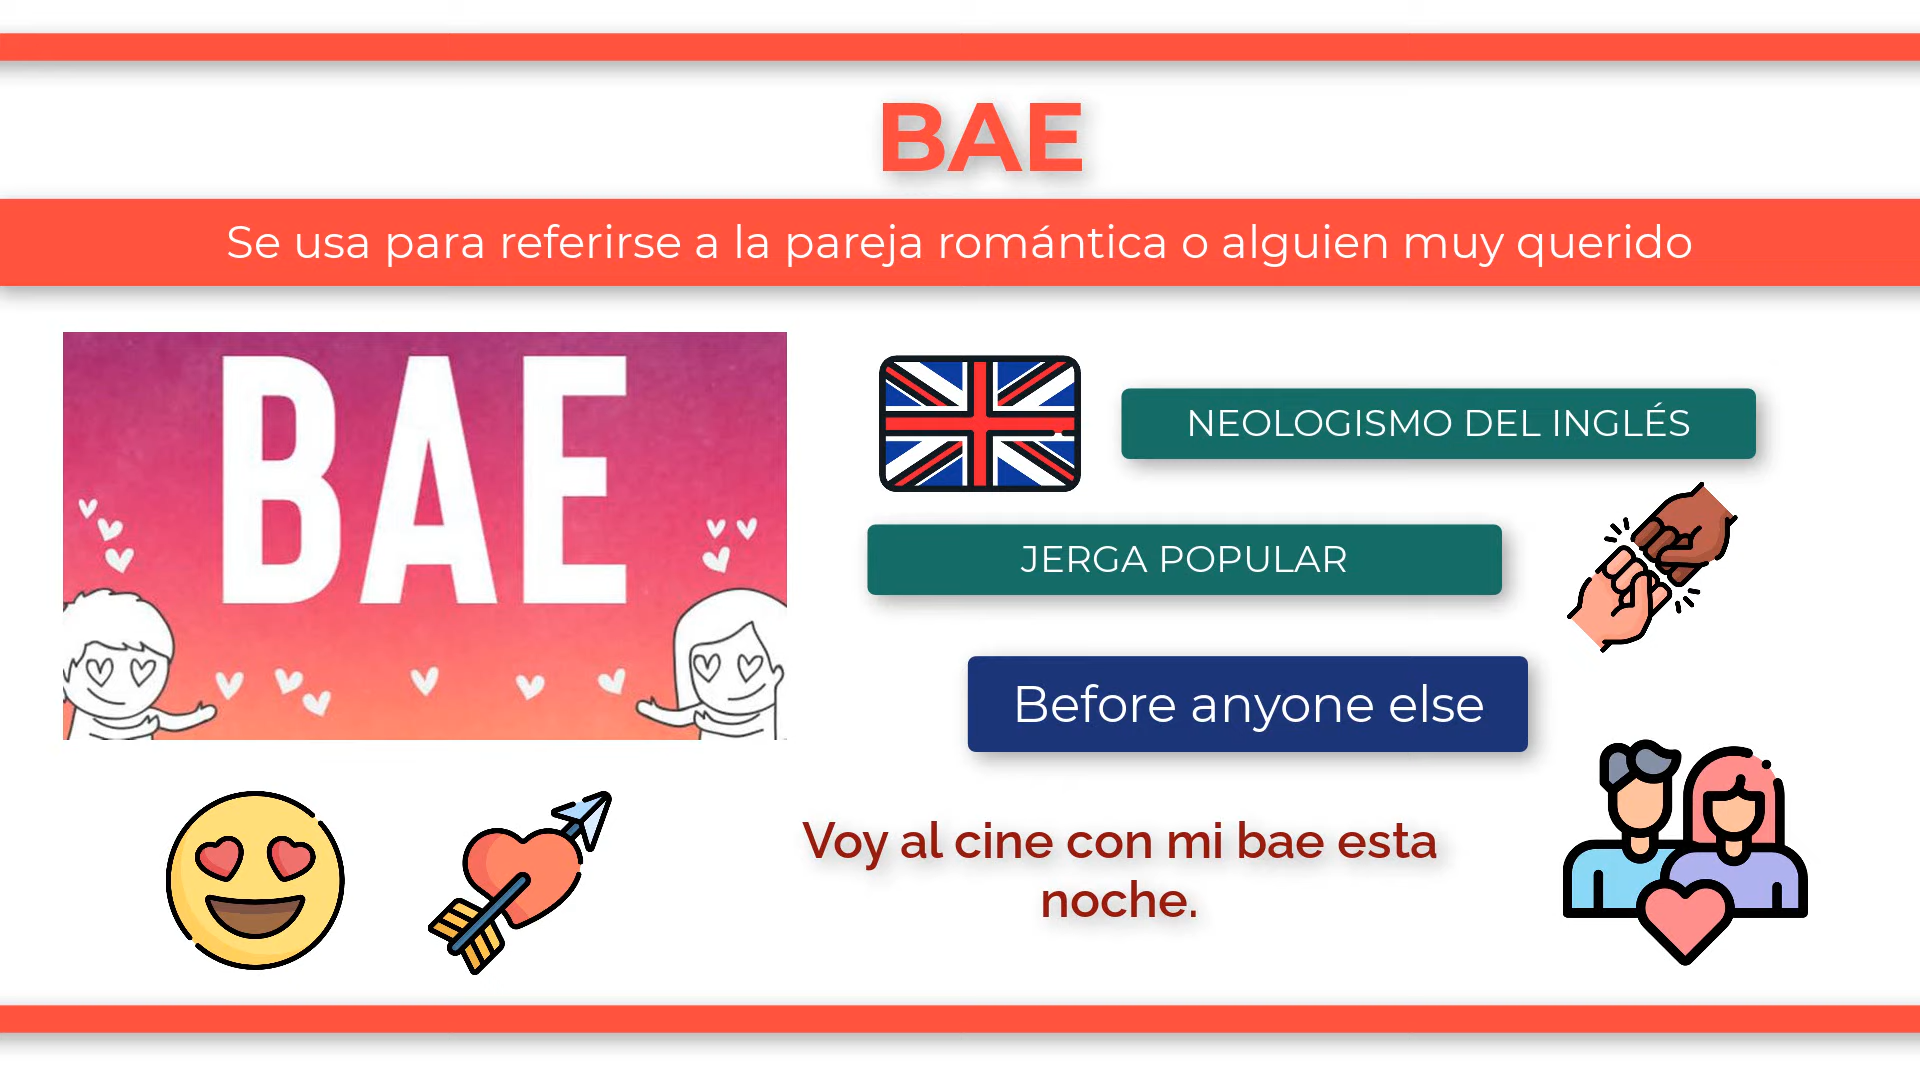 BAE
Se usa para referirse a la pareja romántica o alguien muy querido
BAE
NEOLOGISMO DEL INGLÉS
JERGA POPULAR
Before anyone else
Voy al cine con mi bae esta
noche.